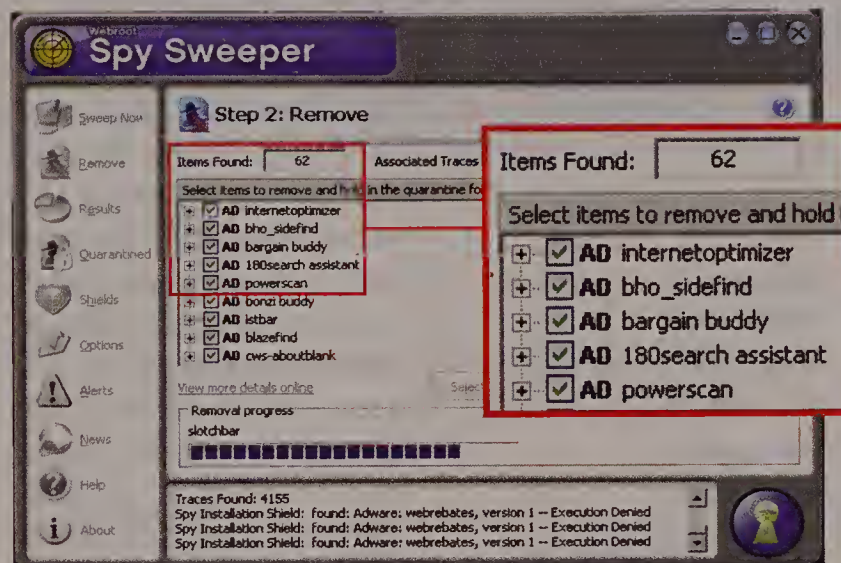 Webroot
Spy Sweeper
Sweep Now
Remove
Results
Quarantined
Shields
Options
Alerts
News
Help
About
Step 2: Remove
Items Found: 62 Associated Traces
Select items to remove and hold in the quarantine fo
AD internetoptimizer
AD bho_sidefind
AD bargain buddy
AD 180search assistant
AD powerscan
AD bonzi buddy
AD istbar
AD blazefind
AD cws-aboutblank
View more details online
Select
Removal progress
slotchbar
Traces Found: 4155
Spy Installation Shield: found: Adware: webrebates, version 1 -- Execution Denied
Spy Installation Shield: found: Adware: webrebates, version 1 -- Execution Denied
Spy Installation Shield: found: Adware: webrebates, version 1 -- Execution Denied
Items Found: 62
Select items to remove and hold
AD internetoptimizer
AD bho_sidefind
AD bargain buddy
AD 180search assistant
AD powerscan